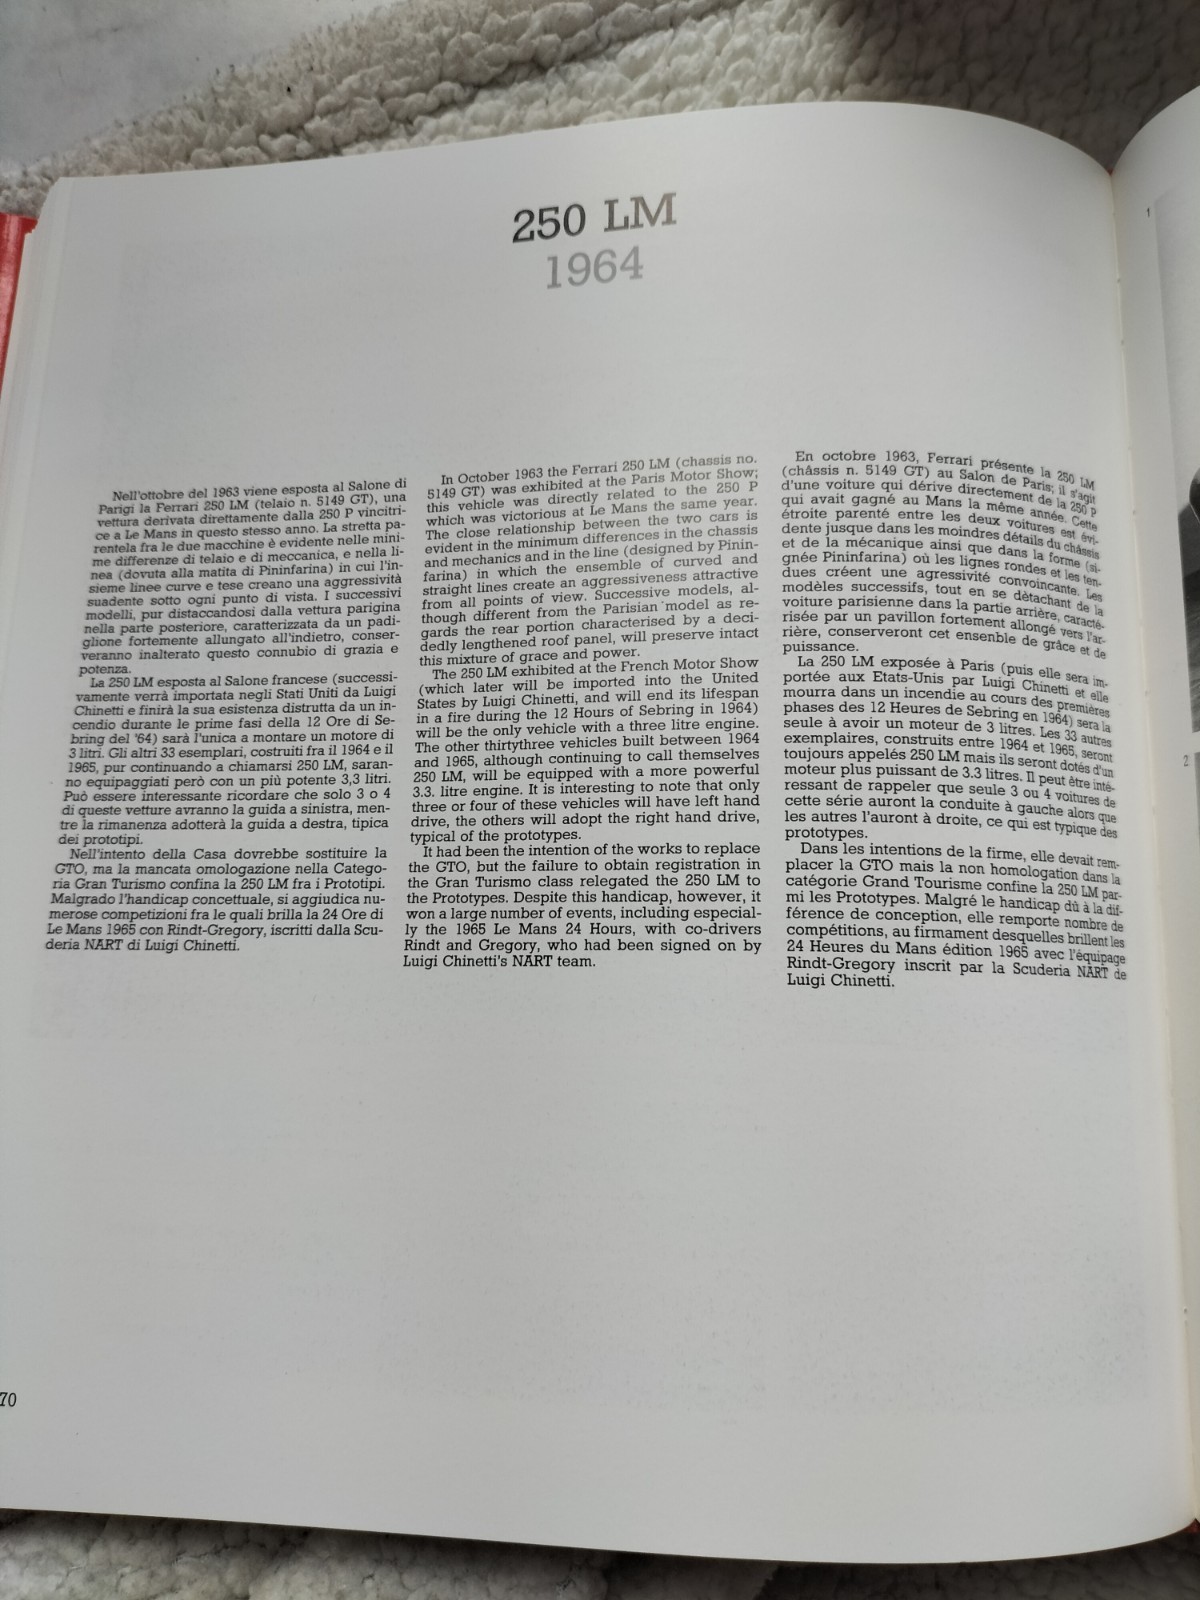 250 LM
1964
Nell'ottobre del 1963 viene esposta al Salone di
Parigi la Ferrari 250 LM (telaio n. 5149 GT), una
vettura derivata direttamente dalla 250 P vincitri-
ce a Le Mans in questo stesso anno. La stretta pa-
rentela fra le due macchine è evidente nelle mini-
me differenze di telaio e di meccanica, e nella li-
nea (dovuta alla matita di Pininfarina) in cui l'in-
sieme linee curve e tese creano una aggressività
suadente sotto ogni punto di vista. I successivi
modelli, pur distaccandosi dalla vettura parigina
nella parte posteriore, caratterizzata da un padi-
glione fortemente allungato all'indietro, conser-
veranno inalterato questo connubio di grazia e
potenza.
La 250 LM esposta al Salone francese (successi-
vamente verrà importata negli Stati Uniti da Luigi
Chinetti e finirà la sua esistenza distrutta da un in-
cendio durante le prime fasi della 12 Ore di Se-
bring del '64) sarà l'unica a montare un motore di
3 litri. Gli altri 33 esemplari, costruiti fra il 1964 e il
1965, pur continuando a chiamarsi 250 LM, saran-
no equipaggiati però con un più potente 3,3 litri.
Può essere interessante ricordare che solo 3 o 4
di queste vetture avranno la guida a sinistra, men-
tre la rimanenza adotterà la guida a destra, tipica
dei prototipi.
Nell'intento della Casa dovrebbe sostituire la
GTO, ma la mancata omologazione nella Catego-
ria Gran Turismo confina la 250 LM fra i Prototipi.
Malgrado l'handicap concettuale, si aggiudica nu-
merose competizioni fra le quali brilla la 24 Ore di
Le Mans 1965 con Rindt-Gregory, iscritti dalla Scu-
deria NART di Luigi Chinetti.
In October 1963 the Ferrari 250 LM (chassis no.
5149 GT) was exhibited at the Paris Motor Show;
this vehicle was directly related to the 250 P
which was victorious at Le Mans the same year.
The close relationship between the two cars is
evident in the minimum differences in the chassis
and mechanics and in the line (designed by Pinin-
farina) in which the ensemble of curved and
straight lines create an aggressiveness attractive
from all points of view. Successive models, al-
though different from the Parisian model as re-
gards the rear portion characterised by a deci-
dedly lengthened roof panel, will preserve intact
this mixture of grace and power.
The 250 LM exhibited at the French Motor Show
(which later will be imported into the United
States by Luigi Chinetti, and will end its lifespan
in a fire during the 12 Hours of Sebring in 1964)
will be the only vehicle with a three litre engine.
The other thirtythree vehicles built between 1964
and 1965, although continuing to call themselves
250 LM, will be equipped with a more powerful
3.3. litre engine. It is interesting to note that only
three or four of these vehicles will have left hand
drive, the others will adopt the right hand drive,
typical of the prototypes.
It had been the intention of the works to replace
the GTO, but the failure to obtain registration in
the Gran Turismo class relegated the 250 LM to
the Prototypes. Despite this handicap, however, it
won a large number of events, including especial-
ly the 1965 Le Mans 24 Hours, with co-drivers
Rindt and Gregory, who had been signed on by
Luigi Chinetti's NART team.
En octobre 1963, Ferrari présente la 250 LM
(châssis n. 5149 GT) au Salon de Paris; il s'agit
d'une voiture qui dérive directement de la 250 P
qui avait gagné au Mans la même année. Cette
étroite parenté entre les deux voitures est évi-
dente jusque dans les moindres détails du châssis
et de la mécanique ainsi que dans la forme (si-
gnée Pininfarina) où les lignes rondes et les ten-
dues créent une agressivité convoincante. Les
modèles successifs, tout en se dètachant de la
voiture parisienne dans la partie arrière, caracté-
risée par un pavillon fortement allongé vers l'ar-
rière, conserveront cet ensenble de grâce et de
puissance.
La 250 LM exposée à Paris (puis elle sera im-
portée aux Etats-Unis par Luigi Chinetti et elle
mourra dans un incendie au cours des premières
phases des 12 Heures de Sebring en 1964) sera la
seule à avoir un moteur de 3 litres. Les 33 autres
exemplaires, construits entre 1964 et 1965, seront
toujours appelés 250 LM mais ils seront dotés d'un
moteur plus puissant de 3.3 litres. Il peut être inté-
ressant de rappeler que seule 3 ou 4 voitures de
cette série auront la conduite à gauche alors que
les autres l'auront à droite, ce qui est typique des
prototypes.
Dans les intentions de la firme, elle devait rem-
placer la GTO mais la non homologation dans la
catégorie Grand Tourisme confine la 250 LM par-
mi les Prototypes. Malgré le handicap dû à la dif-
férence de conception, elle remporte nombre de
compétitions, au firmament desquelles brillent les
24 Heures du Mans édition 1965 avec l'équipage
Rindt-Gregory inscrit par la Scuderia NART de
Luigi Chinetti.
70
1
2